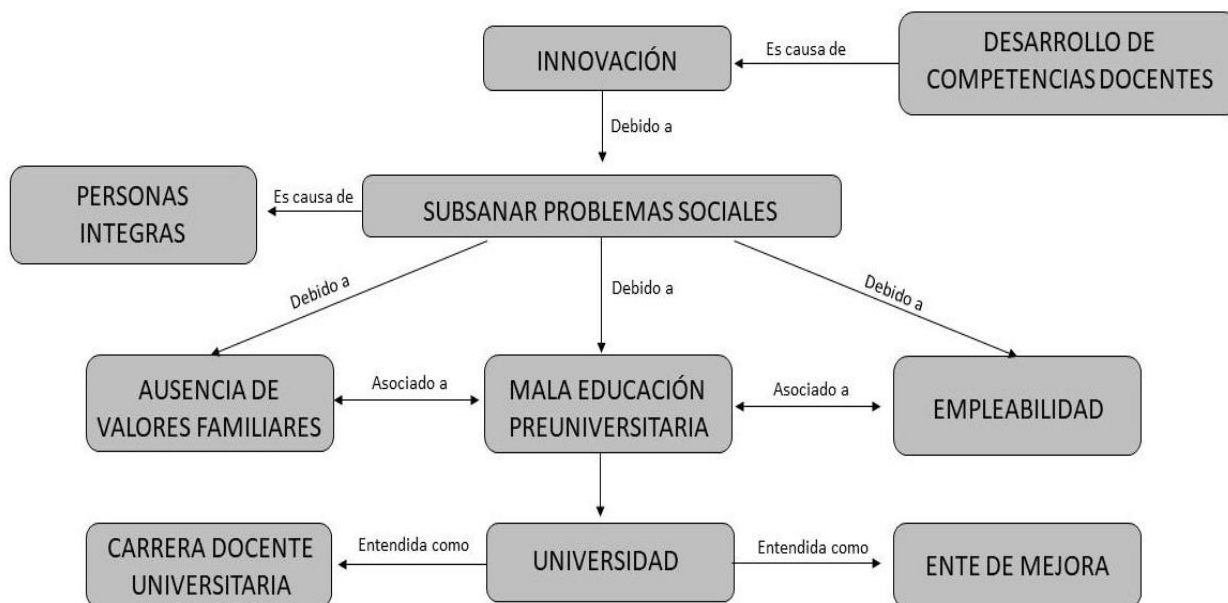 INNOVACIÓN
Es causa de
DESARROLLO DE
COMPETENCIAS DOCENTES
Debido a
PERSONAS
INTEGRAS
Es causa de
SUBSANAR PROBLEMAS SOCIALES
Debido a
Debido a
Debido a
AUSENCIA DE
VALORES FAMILIARES
Asociado a
MALA EDUCACIÓN
PREUNIVERSITARIA
Asociado a
EMPLEABILIDAD
CARRERA DOCENTE
UNIVERSITARIA
Entendida como
UNIVERSIDAD
Entendida como
ENTE DE MEJORA